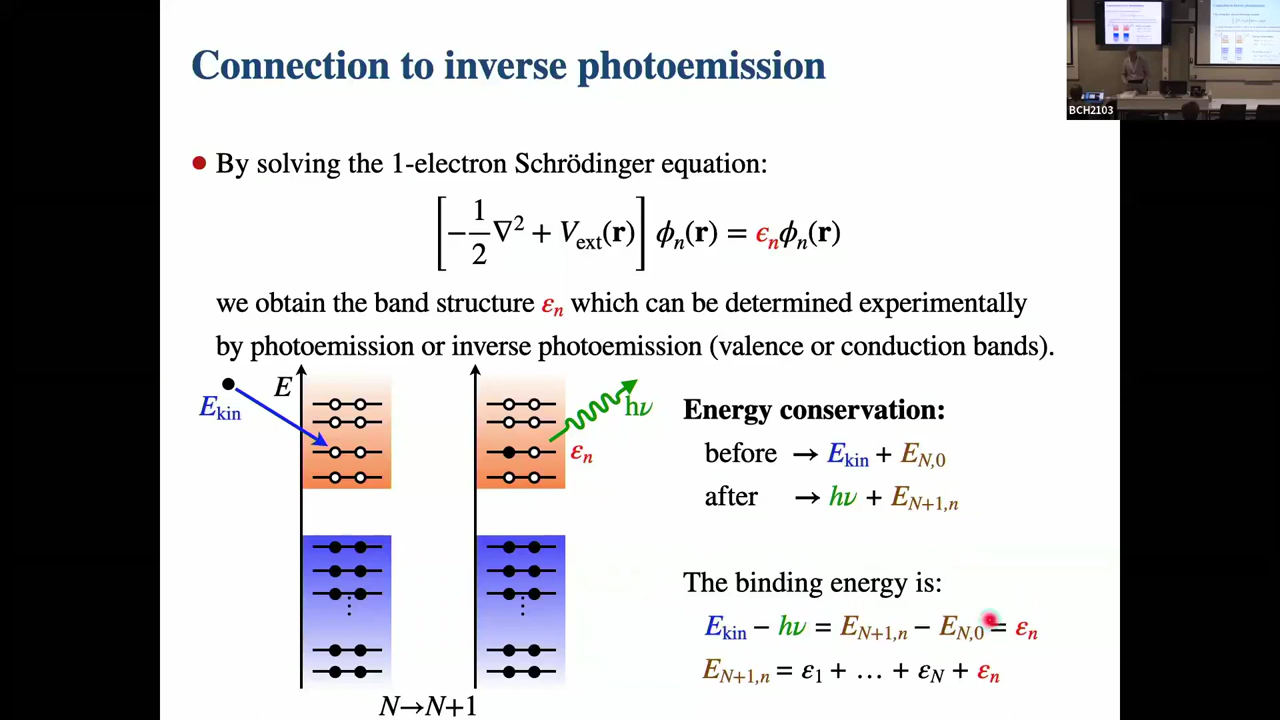 Connection to inverse photoemission
BCH2103
• By solving the 1-electron Schrödinger equation:
[−1/2 ∇² + V_ext(r)] ϕ_n(r) = ϵ_n ϕ_n(r)
we obtain the band structure ε_n which can be determined experimentally
by photoemission or inverse photoemission (valence or conduction bands).
E_kin
E
hν
ε_n
N→N+1
Energy conservation:
before → E_kin + E_N,0
after → hν + E_N+1,n
The binding energy is:
E_kin − hν = E_N+1,n − E_N,0 = ε_n
E_N+1,n = ε_1 + … + ε_N + ε_n